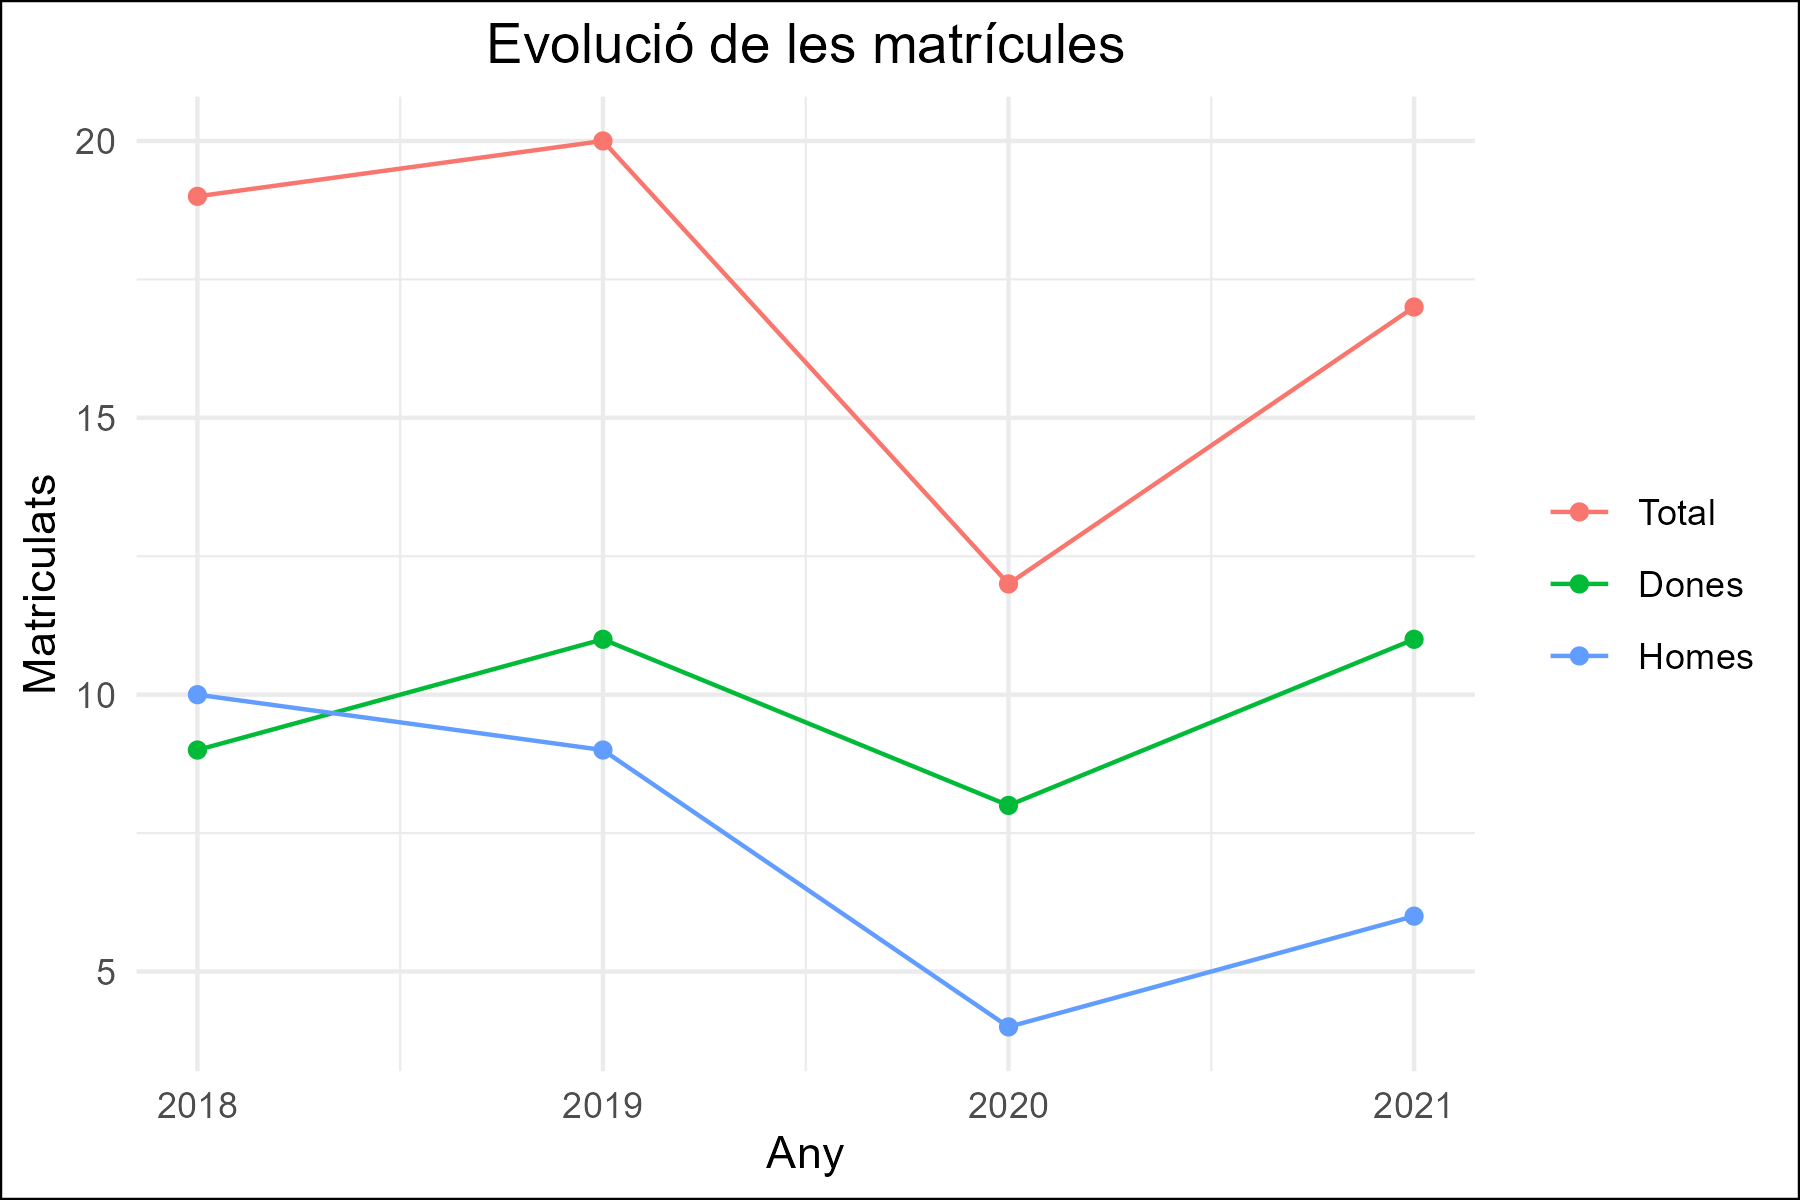 Evolució de les matrícules
20
15
10
5
Matriculats
2018 2019 2020 2021
Any
Total
Dones
Homes